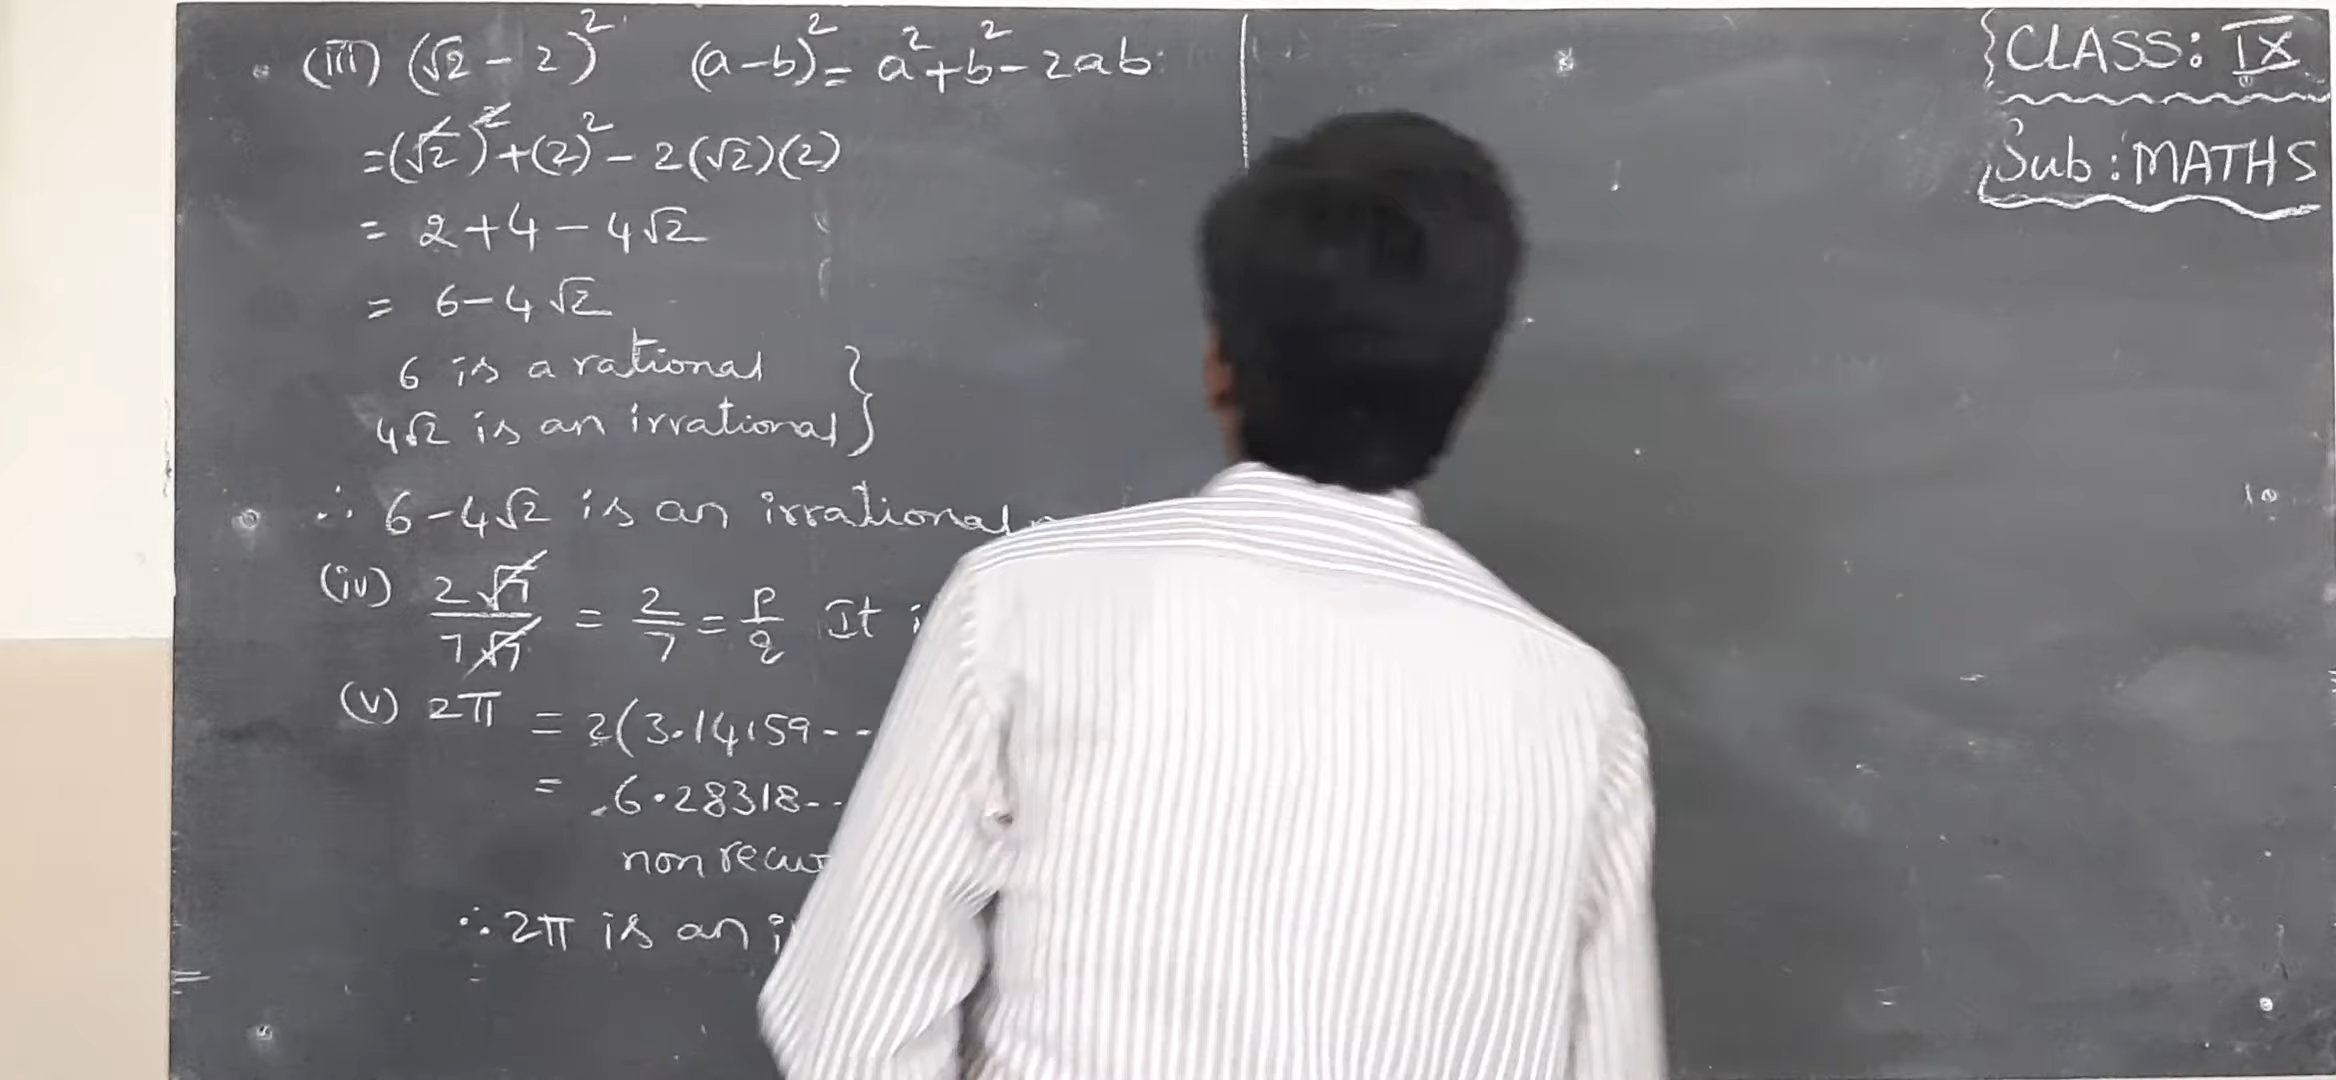 (iii) (√2 - 2)² (a-b)² = a² + b² - 2ab
= (√2)² + (2)² - 2(√2)(2)
= 2 + 4 - 4√2
= 6 - 4√2
6 is a rational
4√2 is an irrational }
∴ 6 - 4√2 is an irrational
(iv) 2√7 / 7√7 = 2/7 = p/q It
(v) 2π = 2(3.14159--
= 6.28318--
non
∴ 2π is an
CLASS: IX
Sub: MATHS